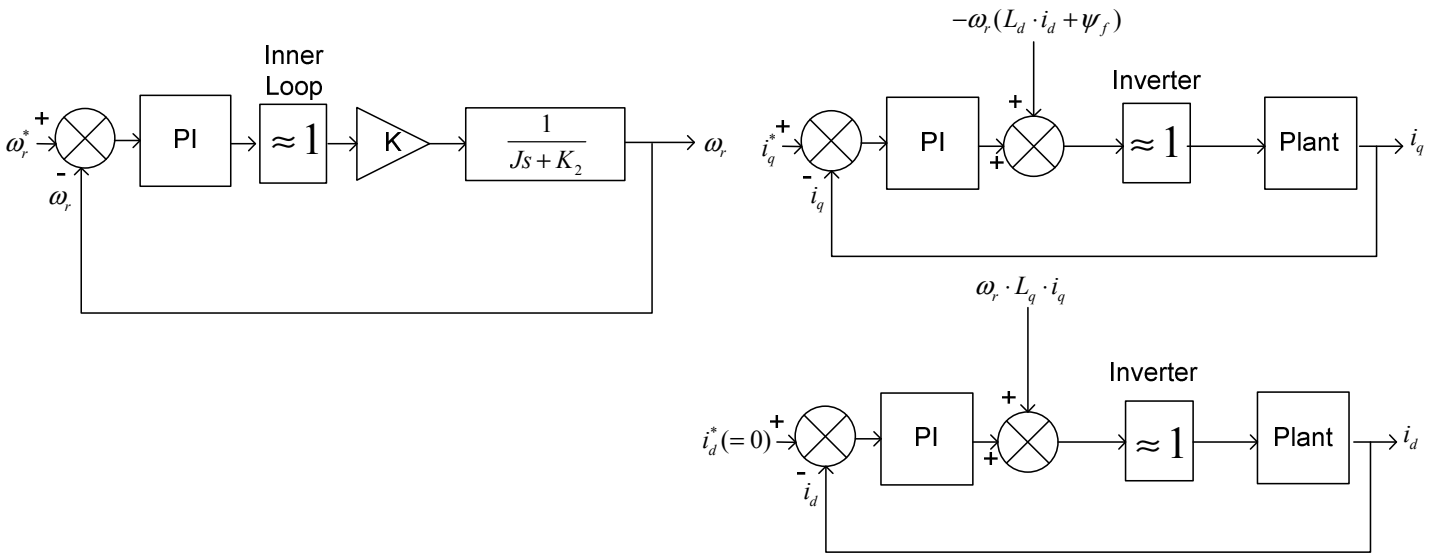 Inner
Loop
+
ω_r^*
-
ω_r
PI
≈ 1
K
1
Js + K_2
ω_r
-ω_r(L_d · i_d + ψ_f)
Inverter
+
i_q^*
-
i_q
PI
+
+
≈ 1
Plant
i_q
ω_r · L_q · i_q
Inverter
i_d^*(= 0)
+
-
i_d
PI
+
+
≈ 1
Plant
i_d